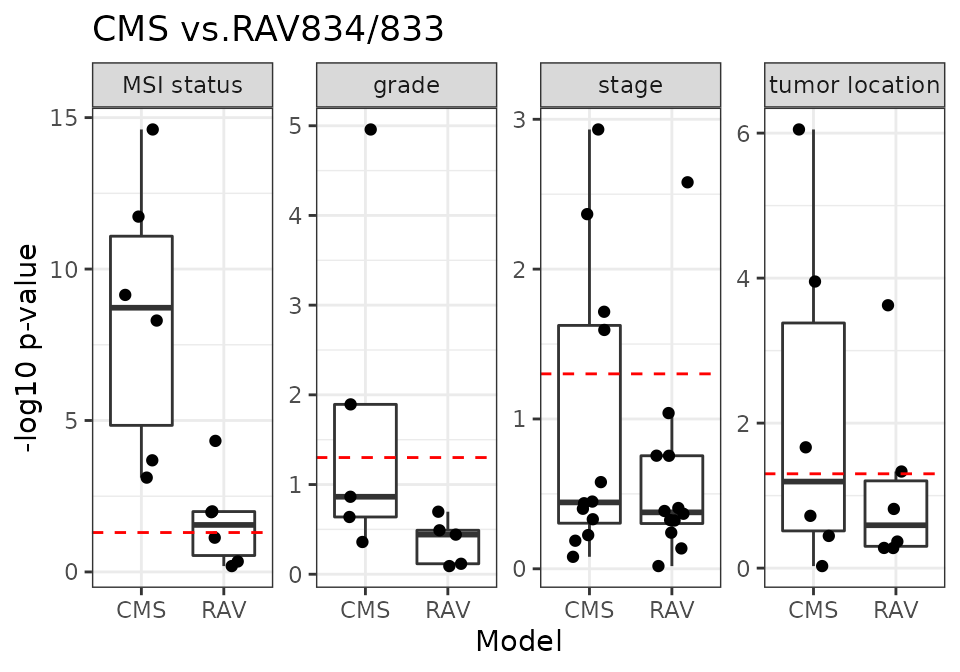 CMS vs.RAV834/833
MSI status
grade
stage
tumor location
-log10 p-value
15
10
5
0
5
4
3
2
1
0
3
2
1
0
6
4
2
0
CMS RAV
CMS RAV
CMS RAV
CMS RAV
Model